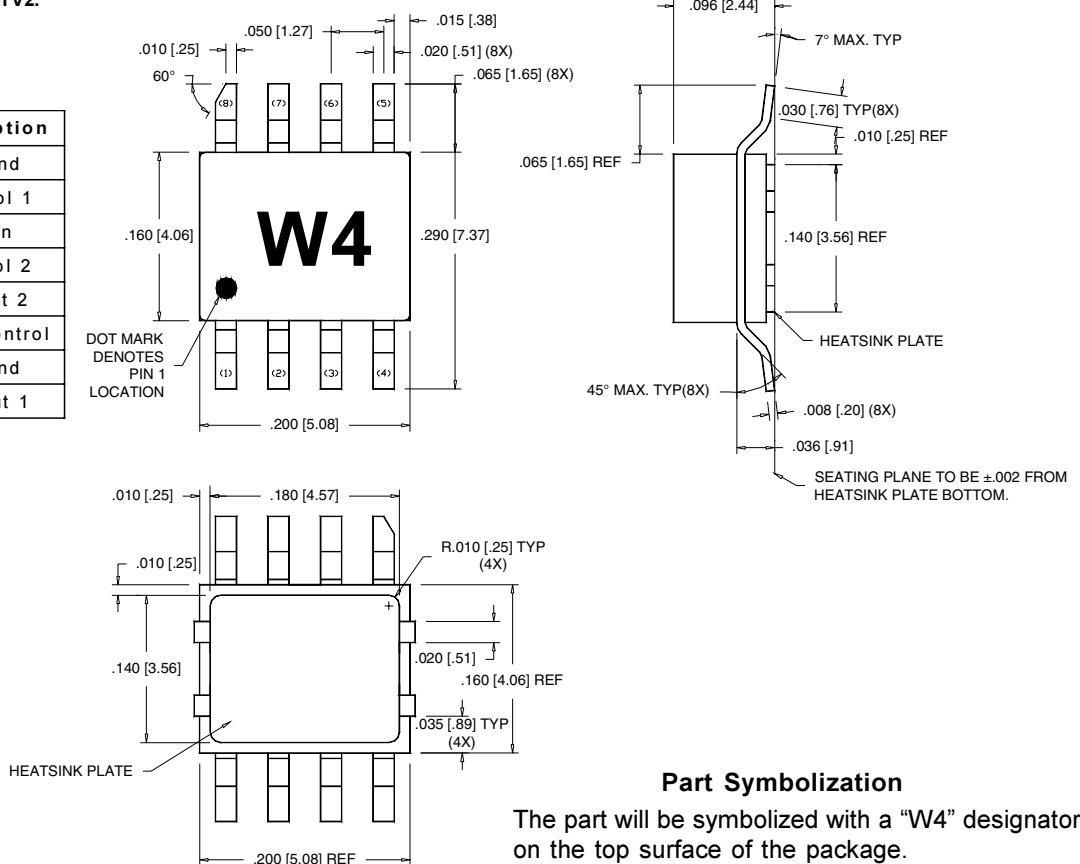 .015 [.38]
.050 [1.27]
.010 [.25]
.020 [.51] (8X)
60°
.065 [1.65] (8X)
(8)
(7)
(6)
(5)
.160 [4.06]
W4
.290 [7.37]
DOT MARK
DENOTES
PIN 1
LOCATION
(1)
(2)
(3)
(4)
.200 [5.08]
.096 [2.44]
7° MAX. TYP
.030 [.76] TYP(8X)
.010 [.25] REF
.065 [1.65] REF
.140 [3.56] REF
HEATSINK PLATE
45° MAX. TYP(8X)
.008 [.20] (8X)
.036 [.91]
SEATING PLANE TO BE ±.002 FROM
HEATSINK PLATE BOTTOM.
.010 [.25]
.180 [4.57]
R.010 [.25] TYP
(4X)
.010 [.25]
.140 [3.56]
.020 [.51]
.160 [4.06] REF
.035 [.89] TYP
(4X)
HEATSINK PLATE
.200 [5.08] REF
Part Symbolization
The part will be symbolized with a “W4” designator
on the top surface of the package.